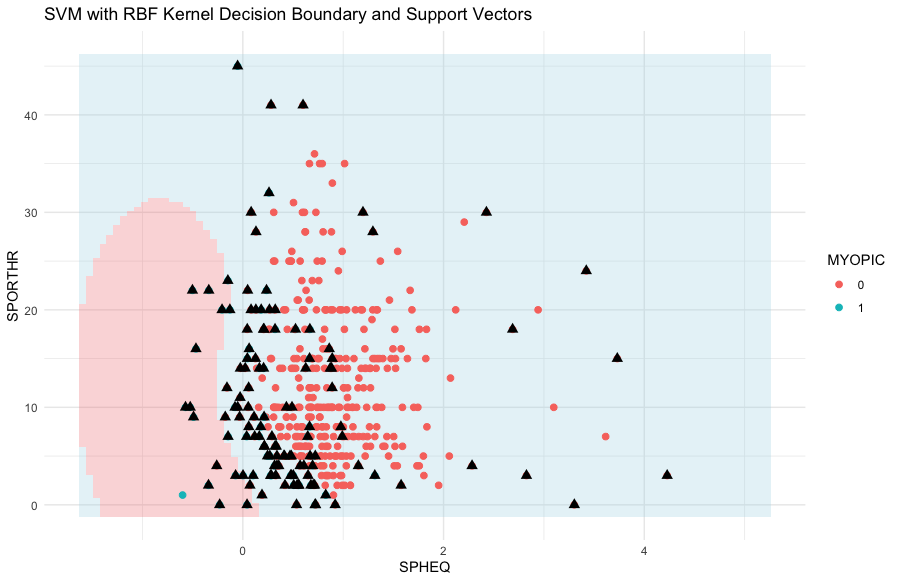 SVM with RBF Kernel Decision Boundary and Support Vectors
SPORTHR
40
30
20
10
0
0
2
4
SPHEQ
MYOPIC
0
1